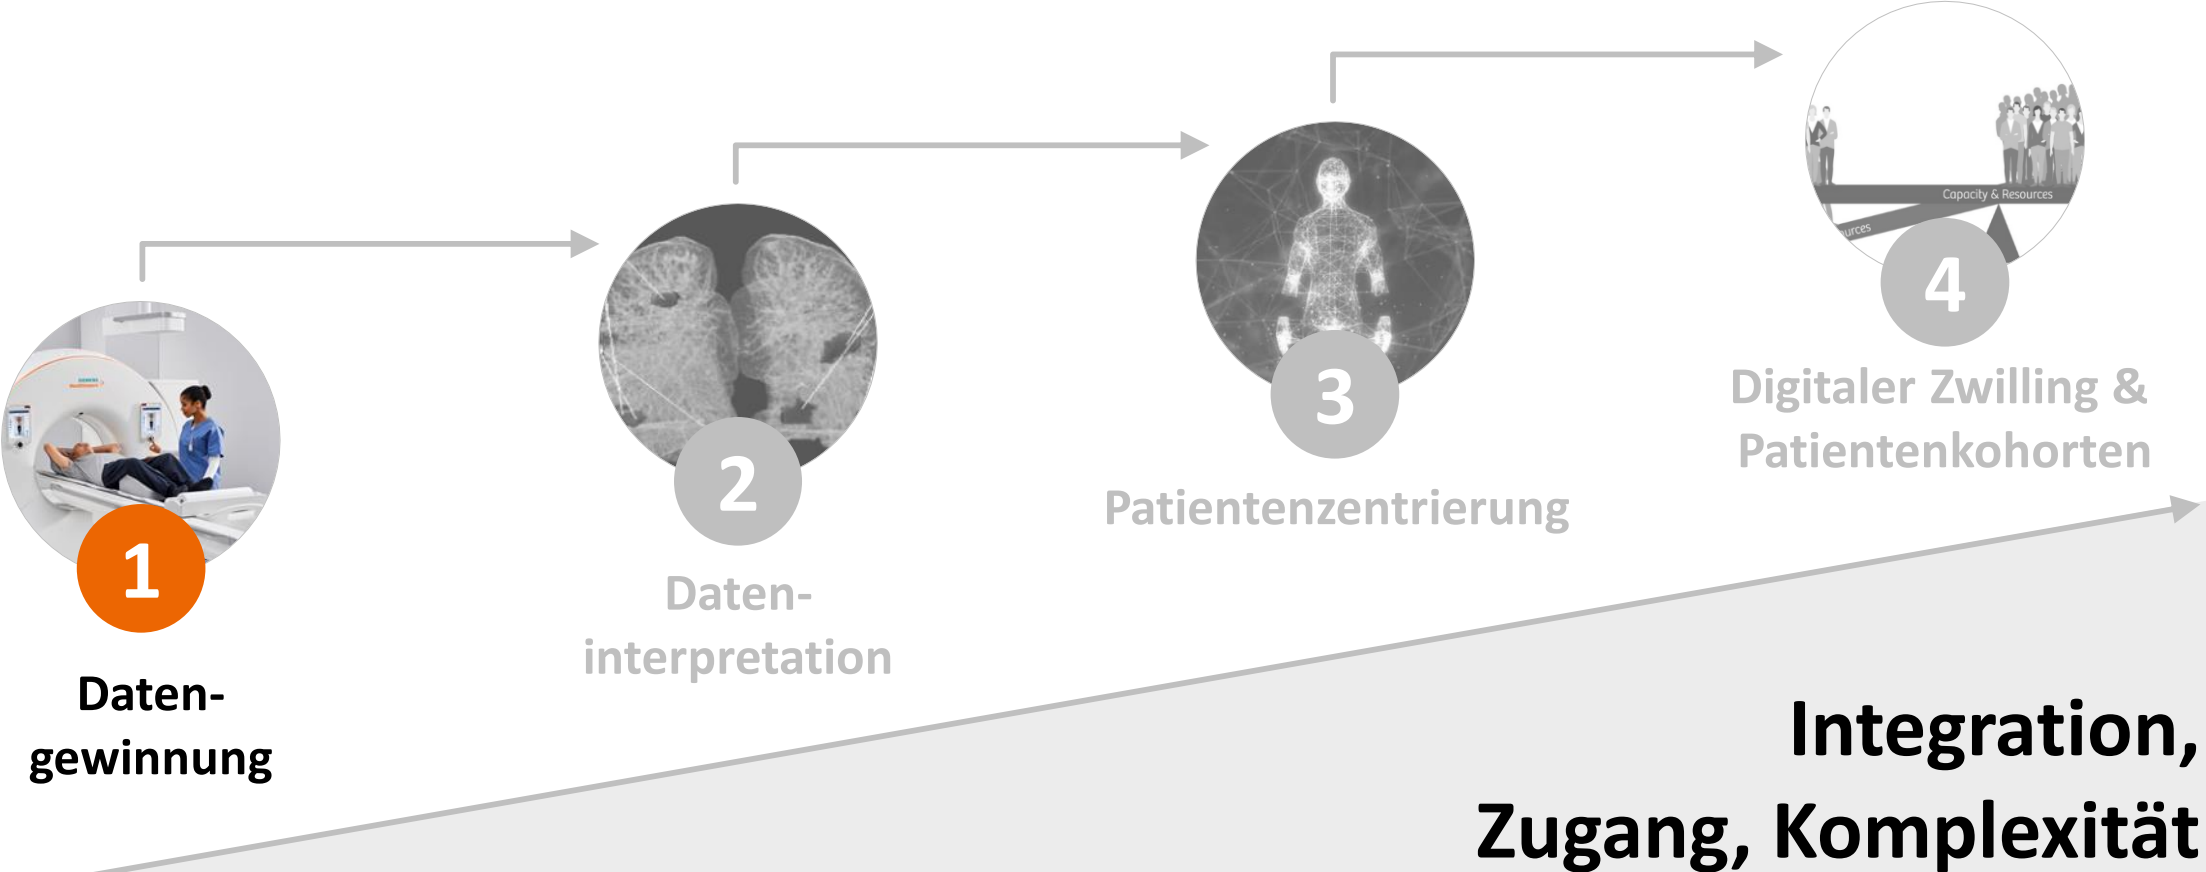 1
Daten-
gewinnung
2
Daten-
interpretation
3
Patientenzentrierung
Capacity & Resources
4
Digitaler Zwilling &
Patientenkohorten
Integration,
Zugang, Komplexität